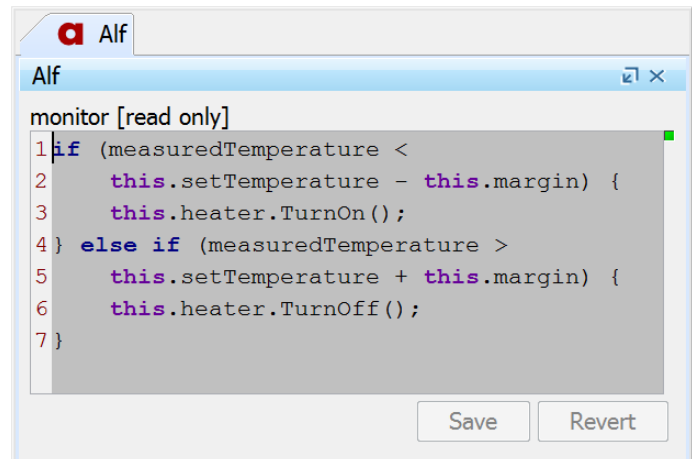 a Alf
Alf
monitor [read only]
1 if (measuredTemperature <
2 this.setTemperature - this.margin) {
3 this.heater.TurnOn();
4 } else if (measuredTemperature >
5 this.setTemperature + this.margin) {
6 this.heater.TurnOff();
7 }
Save Revert